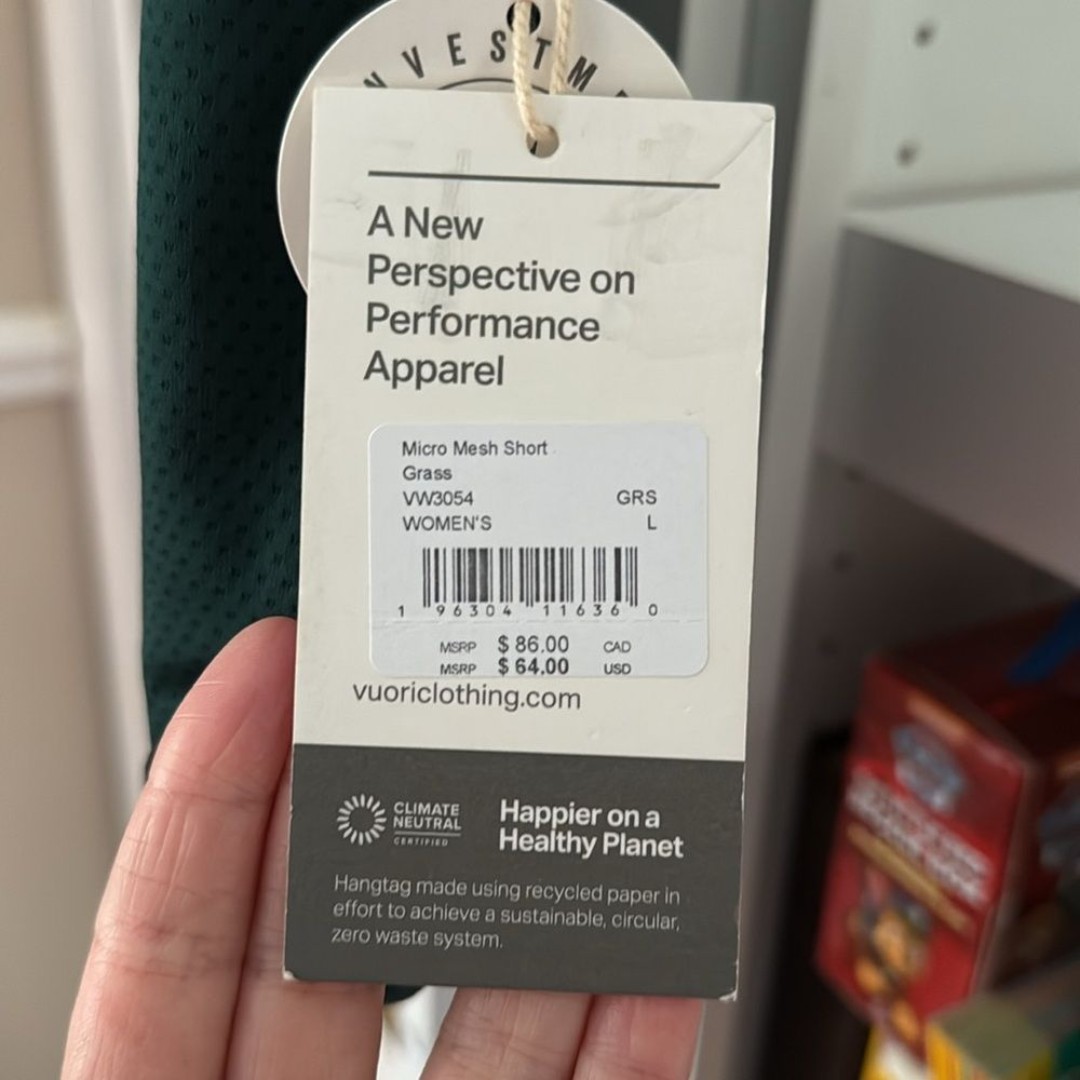 NVESTM
A New
Perspective on
Performance
Apparel
Micro Mesh Short
Grass
VW3054 GRS
WOMEN'S L
1 96304 11636 0
MSRP $ 86.00 CAD
MSRP $ 64.00 USD
vuoriclothing.com
CLIMATE
NEUTRAL
CERTIFIED
Happier on a
Healthy Planet
Hangtag made using recycled paper in
effort to achieve a sustainable, circular,
zero waste system.